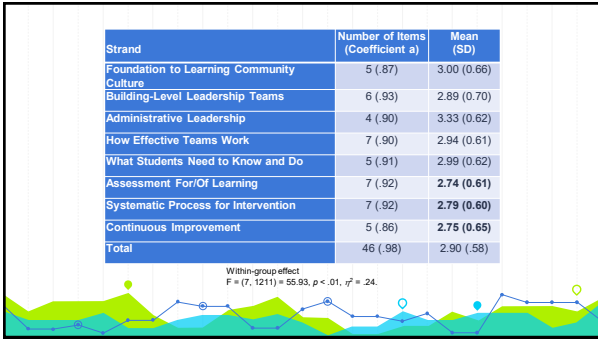 Strand Number of Items (Coefficient a) Mean (SD)
Foundation to Learning Community Culture 5 (.87) 3.00 (0.66)
Building-Level Leadership Teams 6 (.93) 2.89 (0.70)
Administrative Leadership 4 (.90) 3.33 (0.62)
How Effective Teams Work 7 (.90) 2.94 (0.61)
What Students Need to Know and Do 5 (.91) 2.99 (0.62)
Assessment For/Of Learning 7 (.92) 2.74 (0.61)
Systematic Process for Intervention 7 (.92) 2.79 (0.60)
Continuous Improvement 5 (.86) 2.75 (0.65)
Total 46 (.98) 2.90 (.58)
Within-group effect
F = (7, 1211) = 55.93, p < .01, η² = .24.